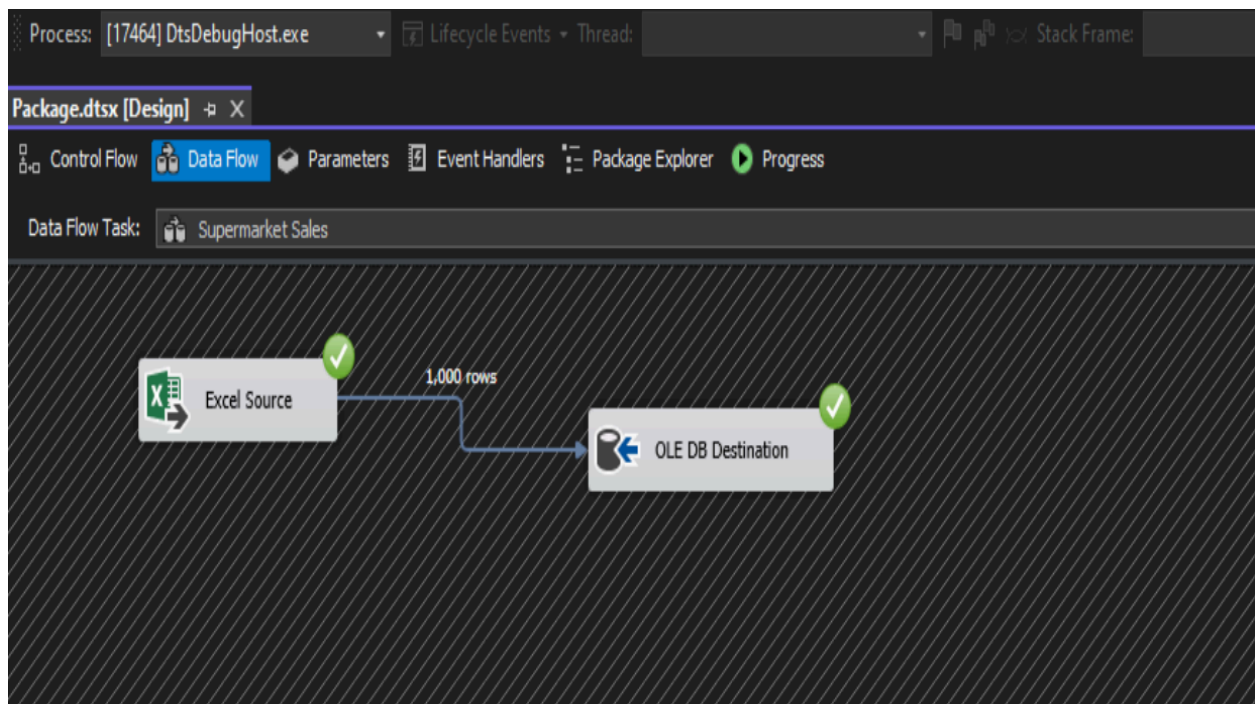 Process: [17464] DtsDebugHost.exe Lifecycle Events Thread: Stack Frame:
Package.dtsx [Design]
Control Flow Data Flow Parameters Event Handlers Package Explorer Progress
Data Flow Task: Supermarket Sales
1,000 rows
Excel Source
OLE DB Destination